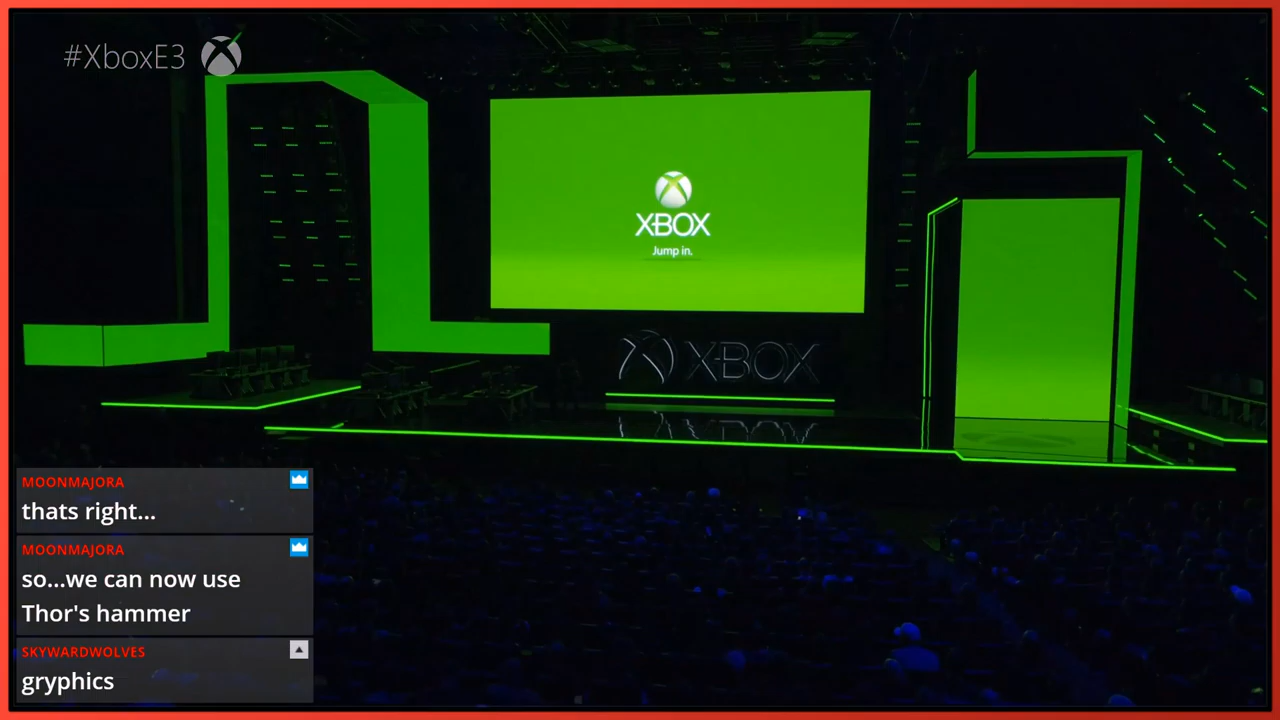 #XboxE3
XBOX
Jump in.
XBOX
MOONMAJORA
thats right...
MOONMAJORA
so...we can now use
Thor's hammer
SKYWARDWOLVES
gryphics